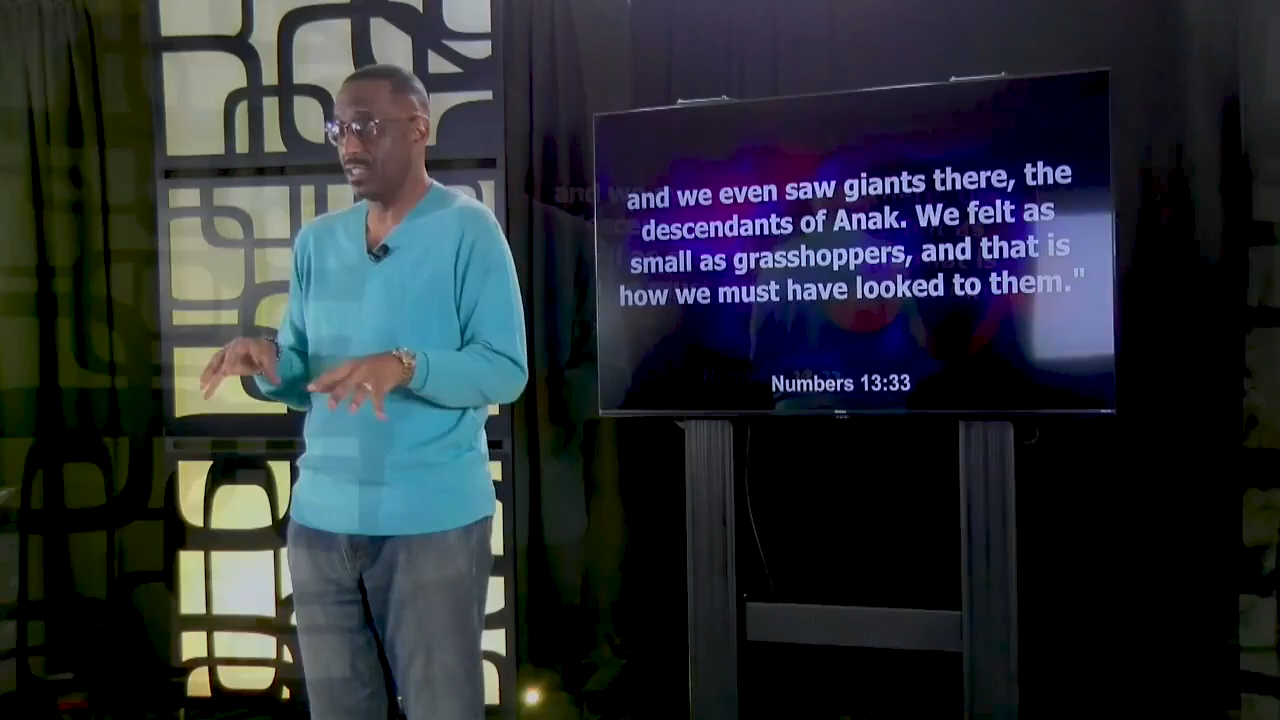 and we even saw giants there, the
descendants of Anak. We felt as
small as grasshoppers, and that is
how we must have looked to them."
Numbers 13:33